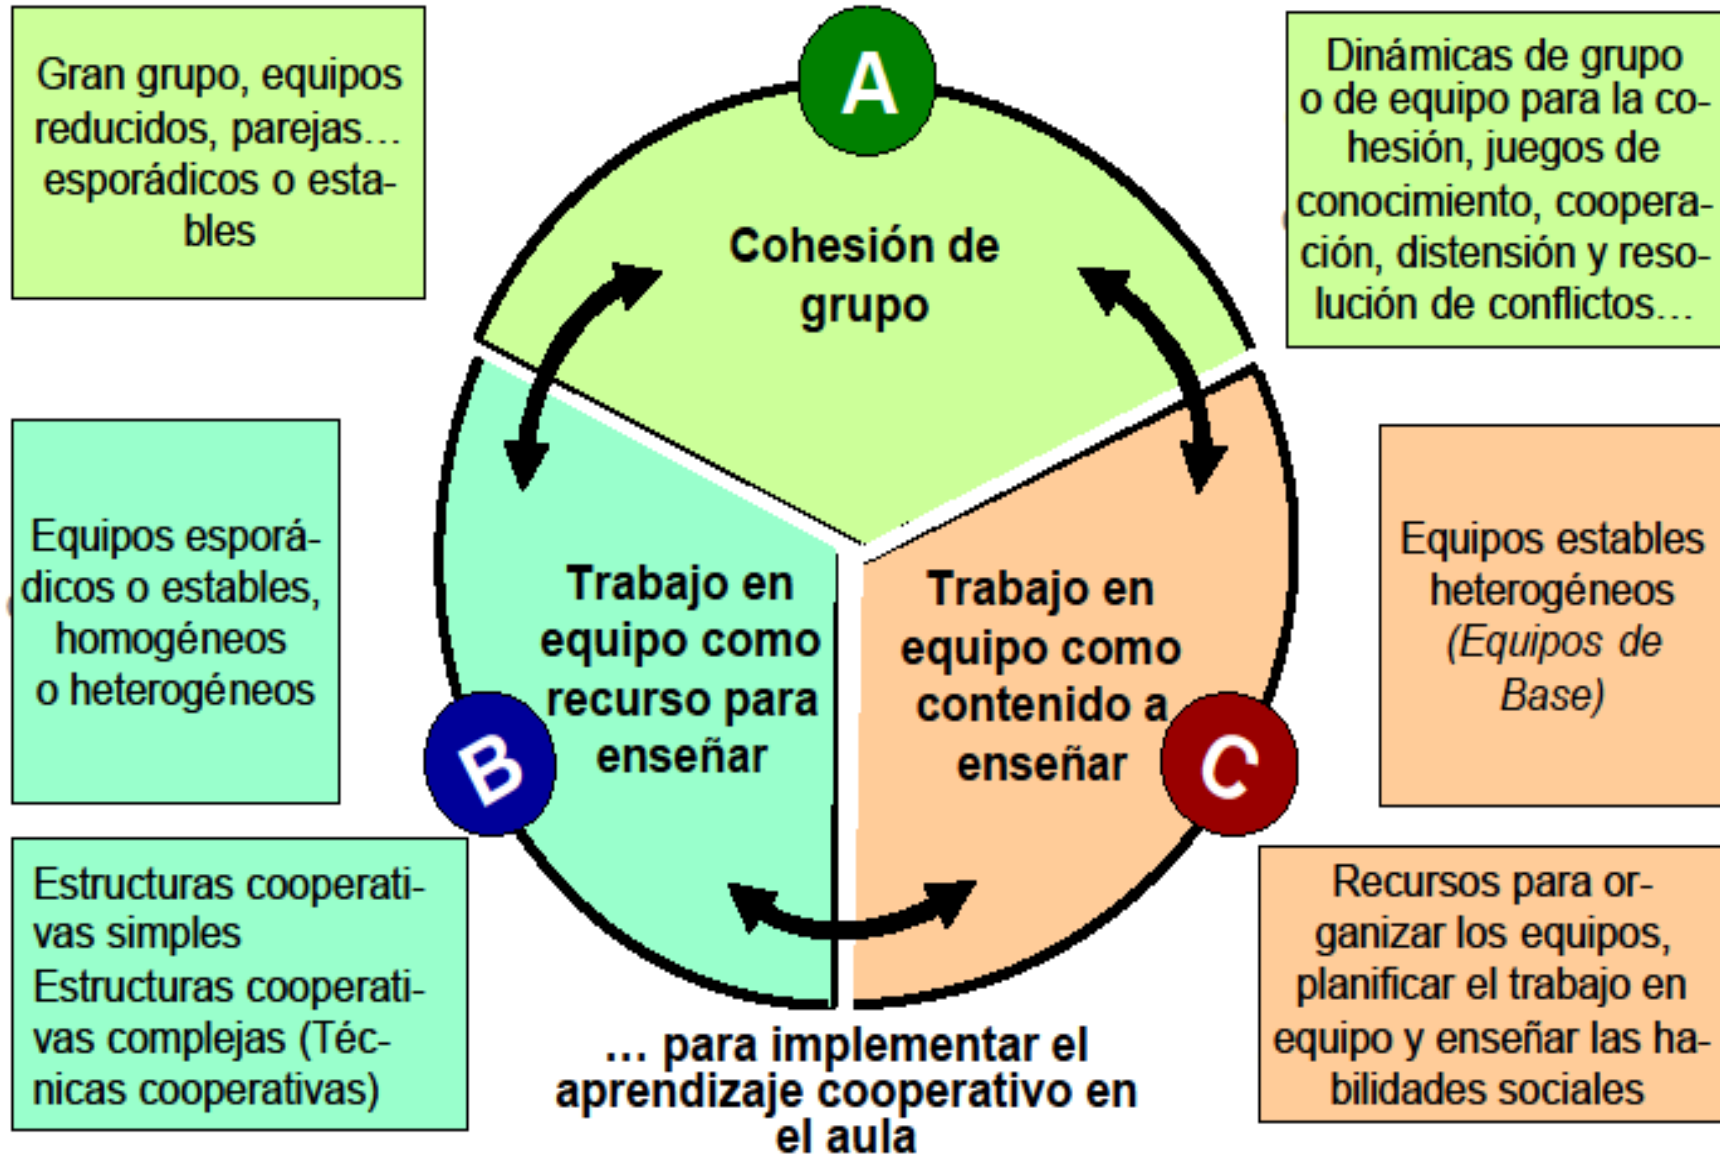 Gran grupo, equipos
reducidos, parejas...
esporádicos o esta-
bles
A
Dinámicas de grupo
o de equipo para la co-
hesión, juegos de
conocimiento, coopera-
ción, distensión y reso-
lución de conflictos...
Cohesión de
grupo
Equipos esporá-
dicos o estables,
homogéneos
o heterogéneos
Trabajo en
equipo como
recurso para
enseñar
B
Trabajo en
equipo como
contenido a
enseñar
C
Equipos estables
heterogéneos
(Equipos de
Base)
Estructuras cooperati-
vas simples
Estructuras cooperati-
vas complejas (Téc-
nicas cooperativas)
... para implementar el
aprendizaje cooperativo en
el aula
Recursos para or-
ganizar los equipos,
planificar el trabajo en
equipo y enseñar las ha-
bilidades sociales